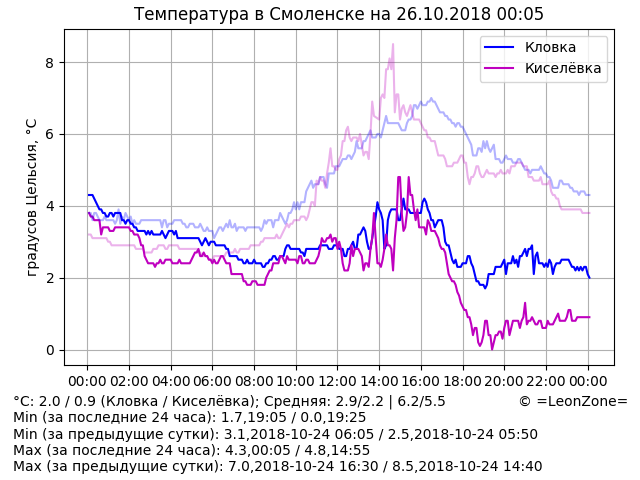 Температура в Смоленске на 26.10.2018 00:05
Кловка
Киселёвка
градусов Цельсия, °C
8
6
4
2
0
00:00 02:00 04:00 06:00 08:00 10:00 12:00 14:00 16:00 18:00 20:00 22:00 00:00
°C: 2.0 / 0.9 (Кловка / Киселёвка); Средняя: 2.9/2.2 | 6.2/5.5 © =LeonZone=
Min (за последние 24 часа): 1.7,19:05 / 0.0,19:25
Min (за предыдущие сутки): 3.1,2018-10-24 06:05 / 2.5,2018-10-24 05:50
Max (за последние 24 часа): 4.3,00:05 / 4.8,14:55
Max (за предыдущие сутки): 7.0,2018-10-24 16:30 / 8.5,2018-10-24 14:40